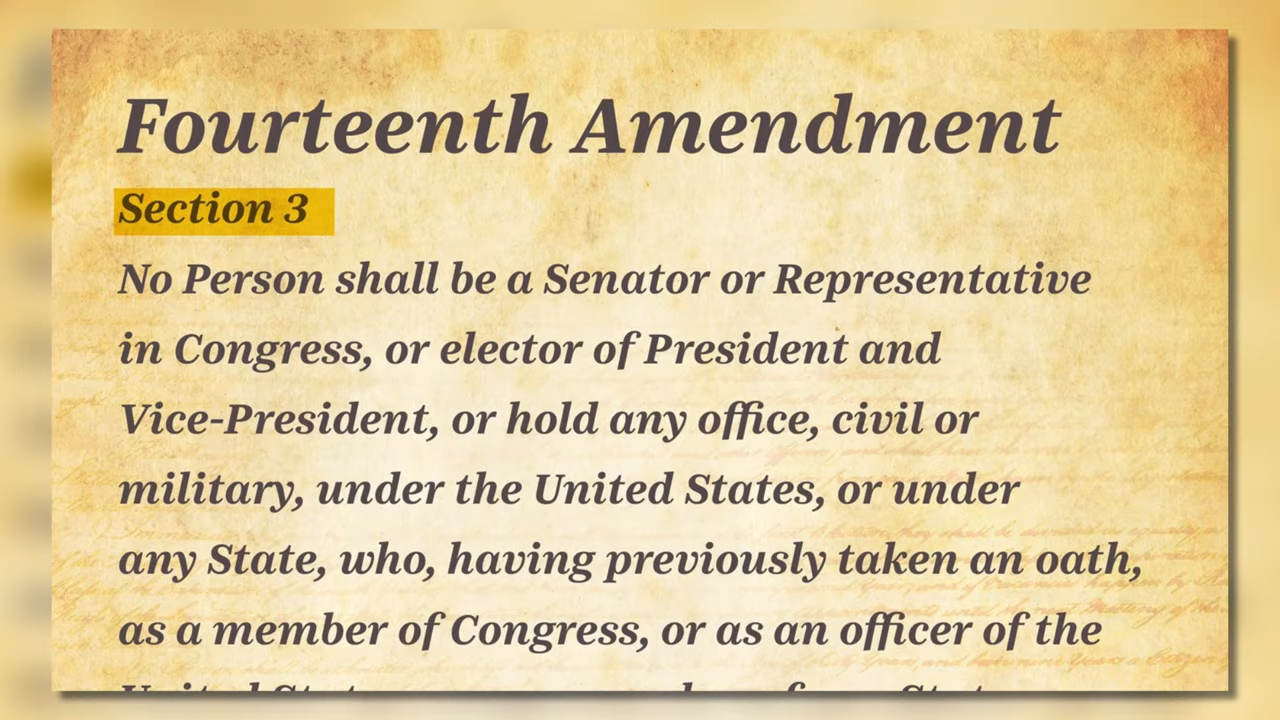 Fourteenth Amendment
Section 3
No Person shall be a Senator or Representative
in Congress, or elector of President and
Vice-President, or hold any office, civil or
military, under the United States, or under
any State, who, having previously taken an oath,
as a member of Congress, or as an officer of the